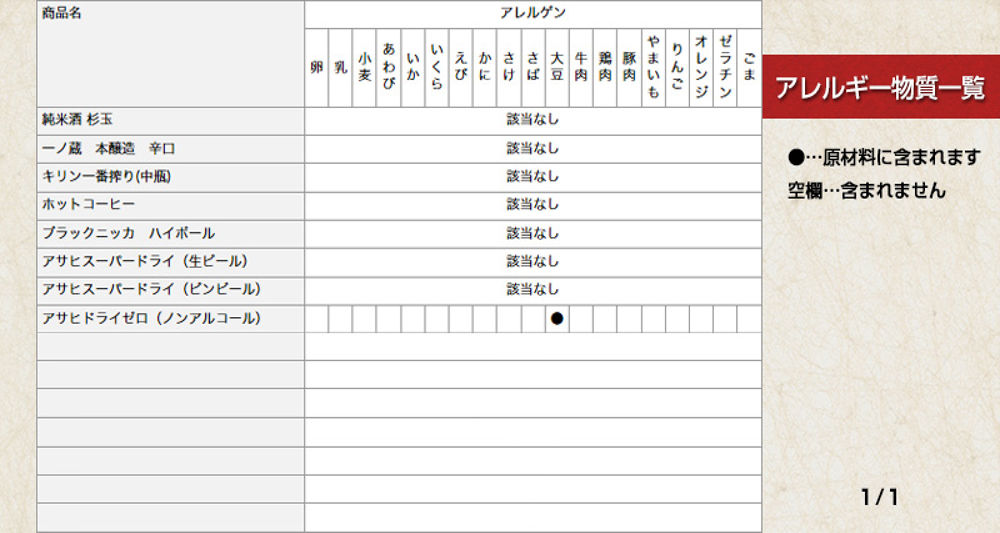 商品名
アレルゲン
卵 乳 小麦 あわび いか いくら えび かに さけ さば 大豆 牛肉 鶏肉 豚肉 やまいも りんご オレンジ ゼラチン ごま
純米酒 杉玉 該当なし
一ノ蔵 本醸造 辛口 該当なし
キリン一番搾り(中瓶) 該当なし
ホットコーヒー 該当なし
ブラックニッカ ハイボール 該当なし
アサヒスーパードライ（生ビール） 該当なし
アサヒスーパードライ（ビンビール） 該当なし
アサヒドライゼロ（ノンアルコール） ●
アレルギー物質一覧
●…原材料に含まれます
空欄…含まれません
1/1